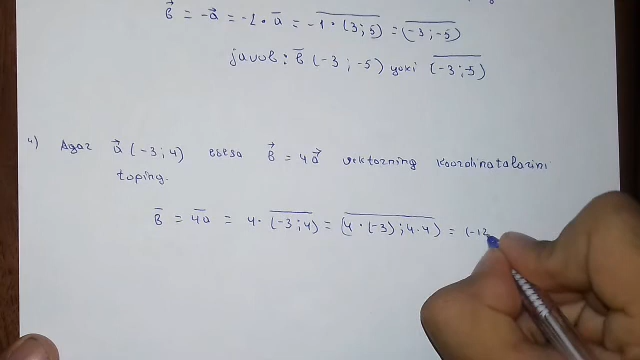 b⃗ = -a⃗ = -1 · a̅ = -1 · (3;5) = (-3;-5)
javob: b̅ (-3;-5) yoki (-3;-5)
4) Agar a⃗ (-3;4) bo'lsa b⃗ = 4a⃗ vektorning koordinatalarini
toping.
b̅ = 4a̅ = 4 · (-3;4) = (4 · (-3); 4·4) = (-12